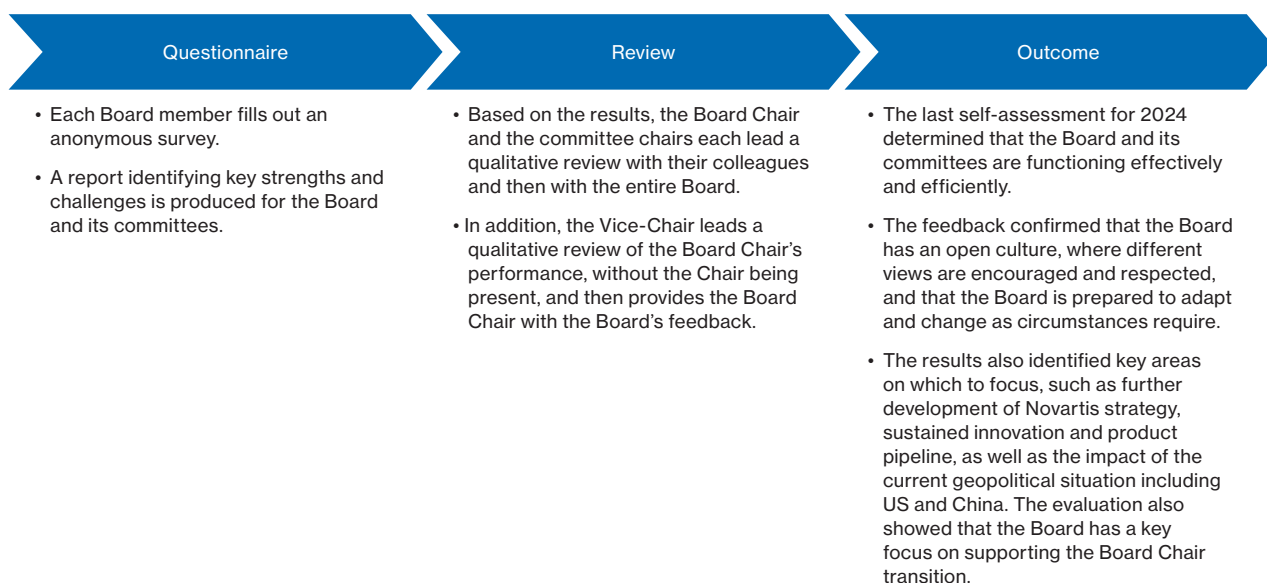 Questionnaire
• Each Board member fills out an
anonymous survey.
• A report identifying key strengths and
challenges is produced for the Board
and its committees.
Review
• Based on the results, the Board Chair
and the committee chairs each lead a
qualitative review with their colleagues
and then with the entire Board.
• In addition, the Vice-Chair leads a
qualitative review of the Board Chair’s
performance, without the Chair being
present, and then provides the Board
Chair with the Board’s feedback.
Outcome
• The last self-assessment for 2024
determined that the Board and its
committees are functioning effectively
and efficiently.
• The feedback confirmed that the Board
has an open culture, where different
views are encouraged and respected,
and that the Board is prepared to adapt
and change as circumstances require.
• The results also identified key areas
on which to focus, such as further
development of Novartis strategy,
sustained innovation and product
pipeline, as well as the impact of the
current geopolitical situation including
US and China. The evaluation also
showed that the Board has a key
focus on supporting the Board Chair
transition.